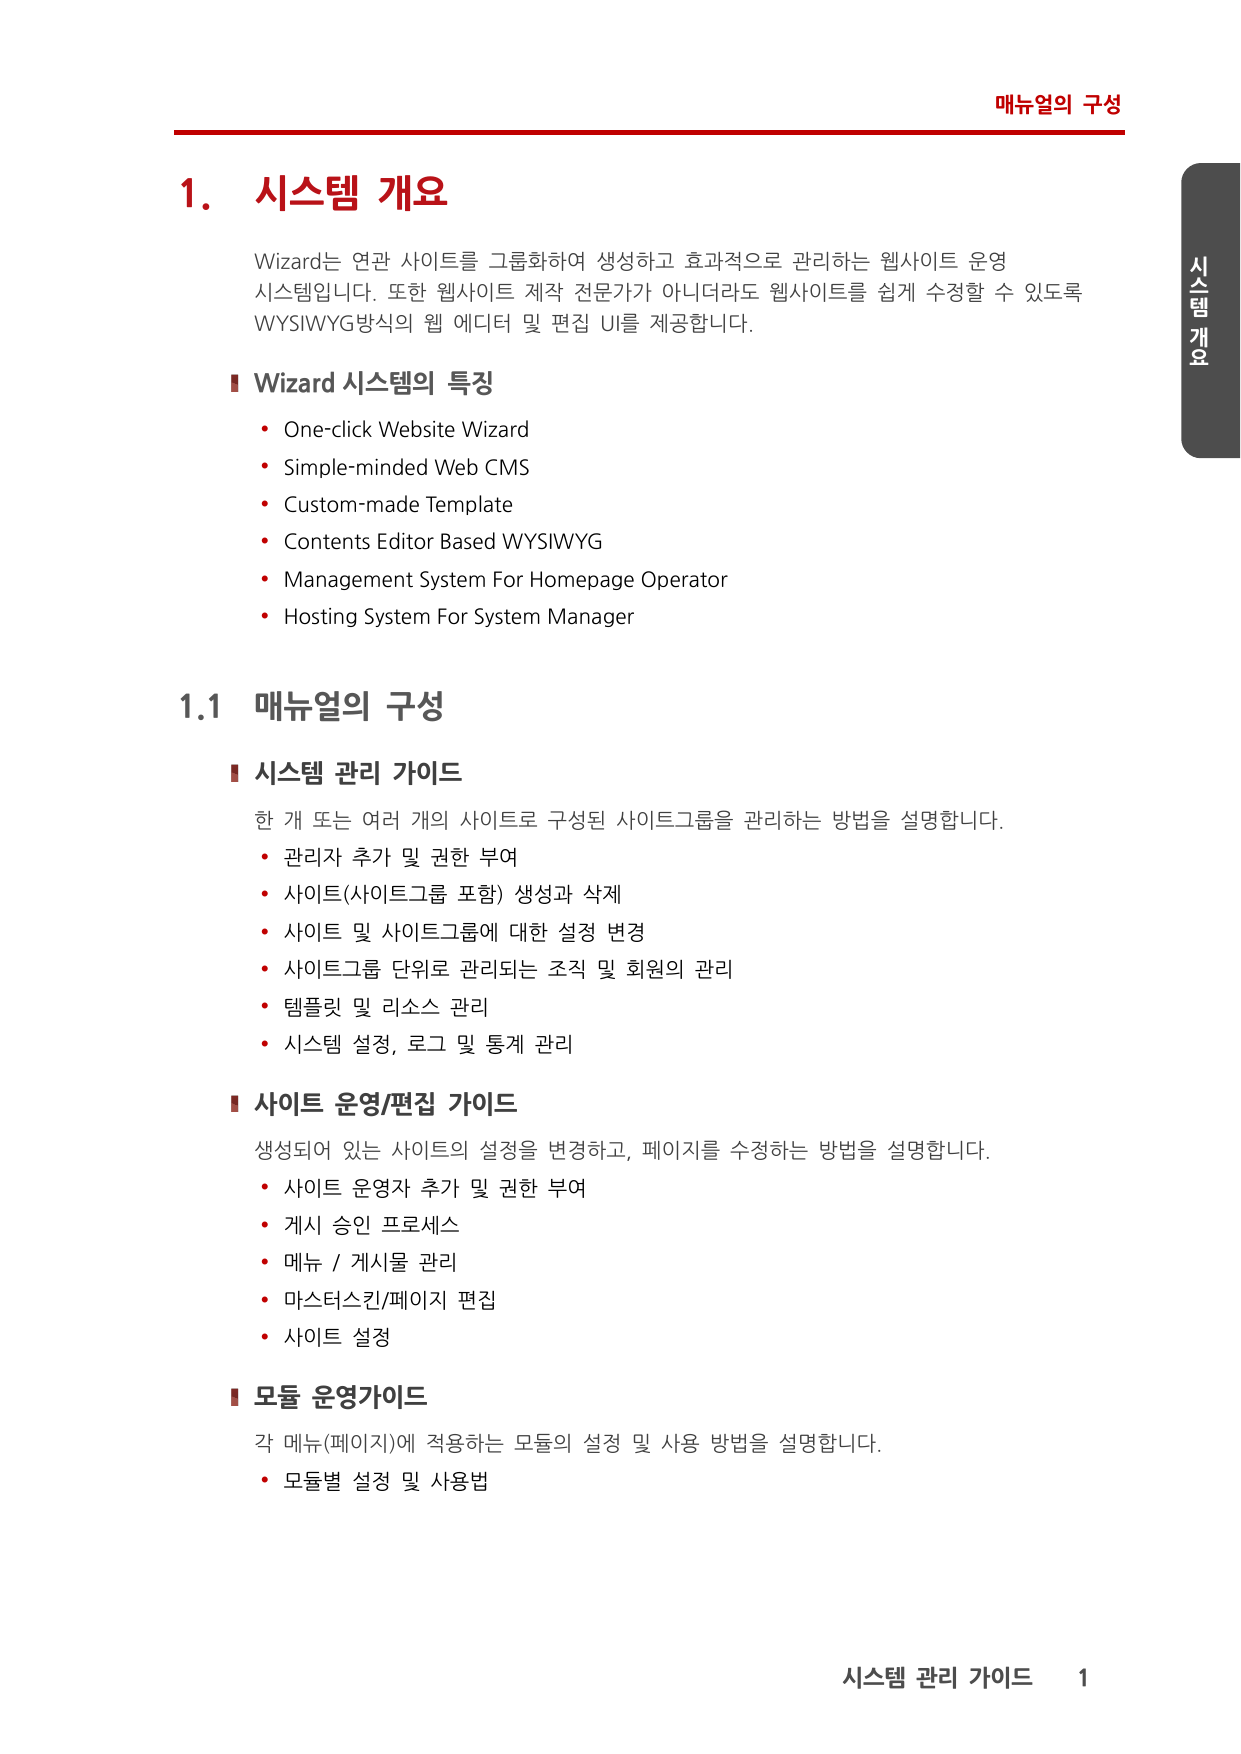 매뉴얼의 구성
1. 시스템 개요
Wizard는 연관 사이트를 그룹화하여 생성하고 효과적으로 관리하는 웹사이트 운영
시스템입니다. 또한 웹사이트 제작 전문가가 아니더라도 웹사이트를 쉽게 수정할 수 있도록
WYSIWYG방식의 웹 에디터 및 편집 UI를 제공합니다.
Wizard 시스템의 특징
• One-click Website Wizard
• Simple-minded Web CMS
• Custom-made Template
• Contents Editor Based WYSIWYG
• Management System For Homepage Operator
• Hosting System For System Manager
1.1 매뉴얼의 구성
시스템 관리 가이드
한 개 또는 여러 개의 사이트로 구성된 사이트그룹을 관리하는 방법을 설명합니다.
• 관리자 추가 및 권한 부여
• 사이트(사이트그룹 포함) 생성과 삭제
• 사이트 및 사이트그룹에 대한 설정 변경
• 사이트그룹 단위로 관리되는 조직 및 회원의 관리
• 템플릿 및 리소스 관리
• 시스템 설정, 로그 및 통계 관리
사이트 운영/편집 가이드
생성되어 있는 사이트의 설정을 변경하고, 페이지를 수정하는 방법을 설명합니다.
• 사이트 운영자 추가 및 권한 부여
• 게시 승인 프로세스
• 메뉴 / 게시물 관리
• 마스터스킨/페이지 편집
• 사이트 설정
모듈 운영가이드
각 메뉴(페이지)에 적용하는 모듈의 설정 및 사용 방법을 설명합니다.
• 모듈별 설정 및 사용법
시스템 개요
시스템 관리 가이드 1